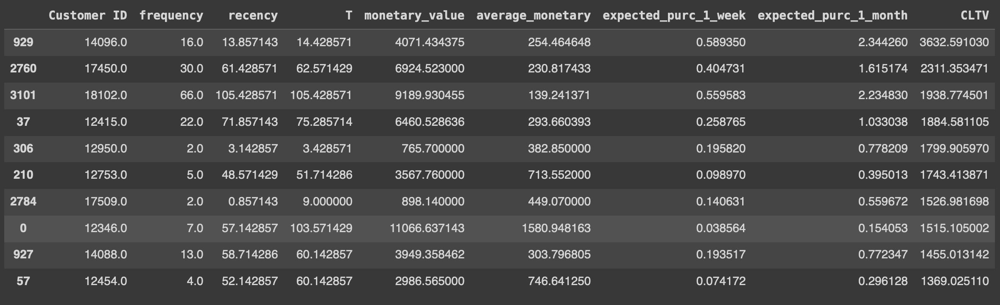 Customer ID frequency recency T monetary_value average_monetary expected_purc_1_week expected_purc_1_month CLTV
929 14096.0 16.0 13.857143 14.428571 4071.434375 254.464648 0.589350 2.344260 3632.591030
2760 17450.0 30.0 61.428571 62.571429 6924.523000 230.817433 0.404731 1.615174 2311.353471
3101 18102.0 66.0 105.428571 105.428571 9189.930455 139.241371 0.559583 2.234830 1938.774501
37 12415.0 22.0 71.857143 75.285714 6460.528636 293.660393 0.258765 1.033038 1884.581105
306 12950.0 2.0 3.142857 3.428571 765.700000 382.850000 0.195820 0.778209 1799.905970
210 12753.0 5.0 48.571429 51.714286 3567.760000 713.552000 0.098970 0.395013 1743.413871
2784 17509.0 2.0 0.857143 9.000000 898.140000 449.070000 0.140631 0.559672 1526.981698
0 12346.0 7.0 57.142857 103.571429 11066.637143 1580.948163 0.038564 0.154053 1515.105002
927 14088.0 13.0 58.714286 60.142857 3949.358462 303.796805 0.193517 0.772347 1455.013142
57 12454.0 4.0 52.142857 60.142857 2986.565000 746.641250 0.074172 0.296128 1369.025110